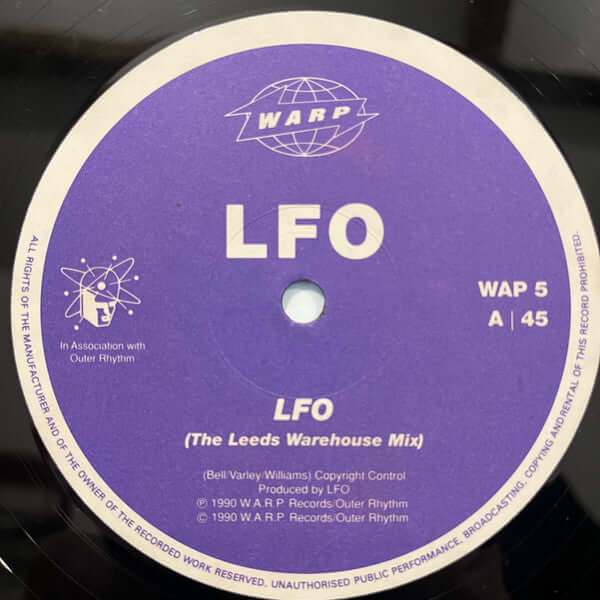 WARP
LFO
WAP 5
A | 45
In Association with
Outer Rhythm
LFO
(The Leeds Warehouse Mix)
(Bell/Varley/Williams) Copyright Control
Produced by LFO
℗ 1990 W.A.R.P. Records/Outer Rhythm
© 1990 W.A.R.P. Records/Outer Rhythm
ALL RIGHTS OF THE MANUFACTURER AND OF THE OWNER OF THE RECORDED WORK RESERVED. UNAUTHORISED PUBLIC PERFORMANCE, BROADCASTING, COPYING AND RENTAL OF THIS RECORD PROHIBITED.